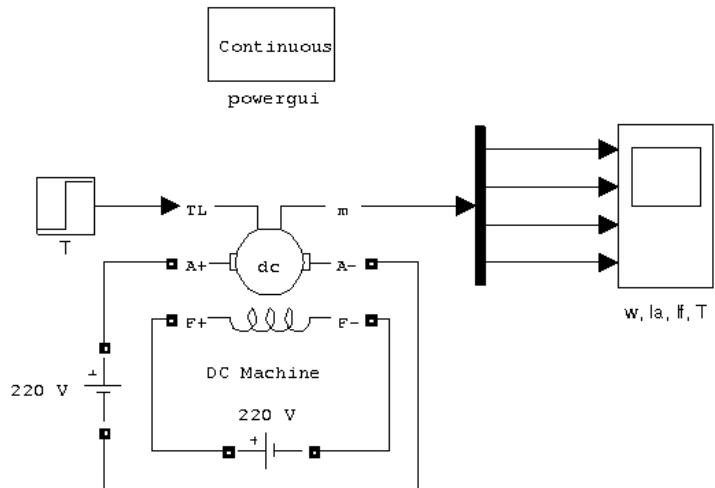 Continuous
powergui
T
TL
m
A+
dc
A-
F+
F-
DC Machine
220 V
+
220 V
+
w, Ia, If, T